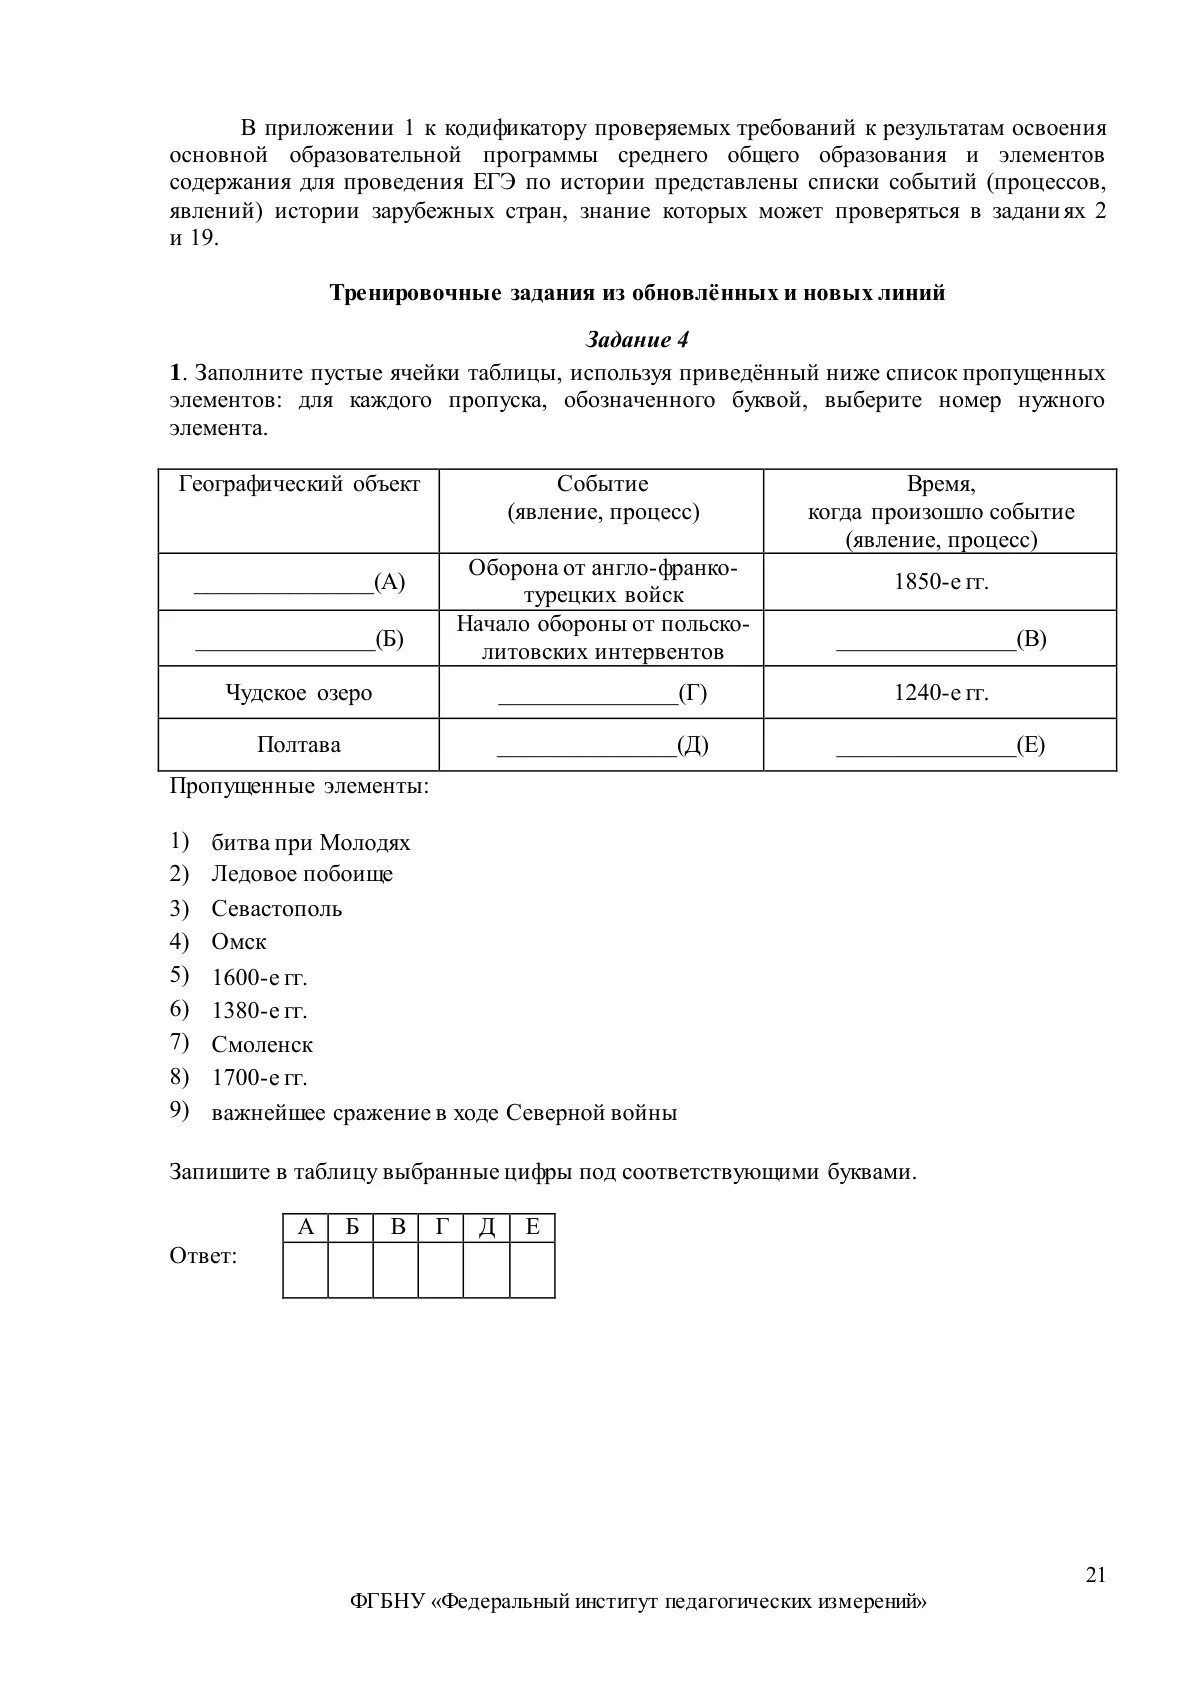 В приложении 1 к кодификатору проверяемых требований к результатам освоения
основной образовательной программы среднего общего образования и элементов
содержания для проведения ЕГЭ по истории представлены списки событий (процессов,
явлений) истории зарубежных стран, знание которых может проверяться в заданиях 2
и 19.
Тренировочные задания из обновлённых и новых линий
Задание 4
1. Заполните пустые ячейки таблицы, используя приведённый ниже список пропущенных
элементов: для каждого пропуска, обозначенного буквой, выберите номер нужного
элемента.
Географический объект
Событие
(явление, процесс)
Время,
когда произошло событие
(явление, процесс)
_______________(А)
Оборона от англо-франко-
турецких войск
1850-е гг.
_______________(Б)
Начало обороны от польско-
литовских интервентов
_______________(В)
Чудское озеро
_______________(Г)
1240-е гг.
Полтава
_______________(Д)
_______________(Е)
Пропущенные элементы:
1) битва при Молодях
2) Ледовое побоище
3) Севастополь
4) Омск
5) 1600-е гг.
6) 1380-е гг.
7) Смоленск
8) 1700-е гг.
9) важнейшее сражение в ходе Северной войны
Запишите в таблицу выбранные цифры под соответствующими буквами.
А Б В Г Д Е
Ответ:
21
ФГБНУ «Федеральный институт педагогических измерений»